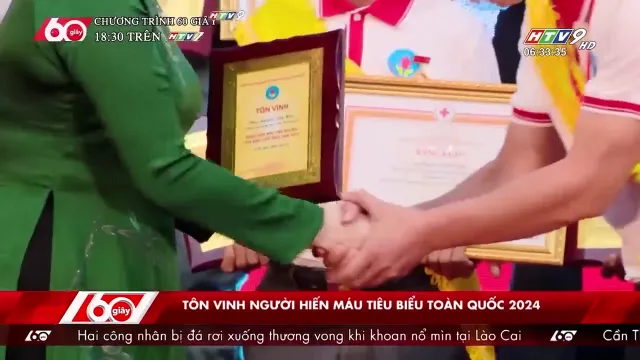 60 giây
CHƯƠNG TRÌNH 60 GIÂY
18:30 TRÊN HTV7
HTV9 HD
06:33:35
TÔN VINH
60 giây
TÔN VINH NGƯỜI HIẾN MÁU TIÊU BIỂU TOÀN QUỐC 2024
60 Hai công nhân bị đá rơi xuống thương vong khi khoan nổ mìn tại Lào Cai 60 Cần T